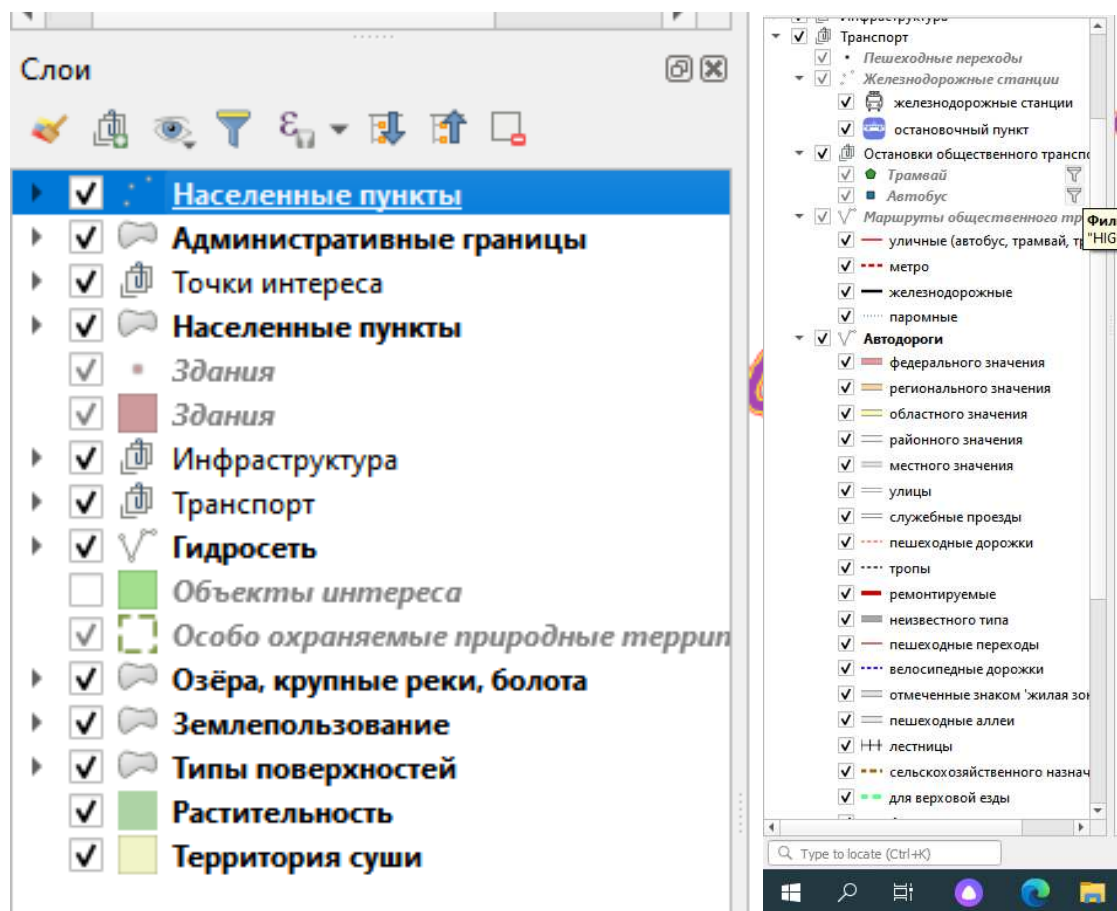 Слои
Населенные пункты
Административные границы
Точки интереса
Населенные пункты
Здания
Здания
Инфраструктура
Транспорт
Гидросеть
Объекты интереса
Особо охраняемые природные террит
Озёра, крупные реки, болота
Землепользование
Типы поверхностей
Растительность
Территория суши
Инфраструктура
Транспорт
Пешеходные переходы
Железнодорожные станции
железнодорожные станции
остановочный пункт
Остановки общественного трансп
Трамвай
Автобус
Маршруты общественного тр
Фил
"HIG
уличные (автобус, трамвай, т
метро
железнодорожные
паромные
Автодороги
федерального значения
регионального значения
областного значения
районного значения
местного значения
улицы
служебные проезды
пешеходные дорожки
тропы
ремонтируемые
неизвестного типа
пешеходные переходы
велосипедные дорожки
отмеченные знаком 'жилая зон
пешеходные аллеи
лестницы
сельскохозяйственного назнач
для верховой езды
Type to locate (Ctrl+K)